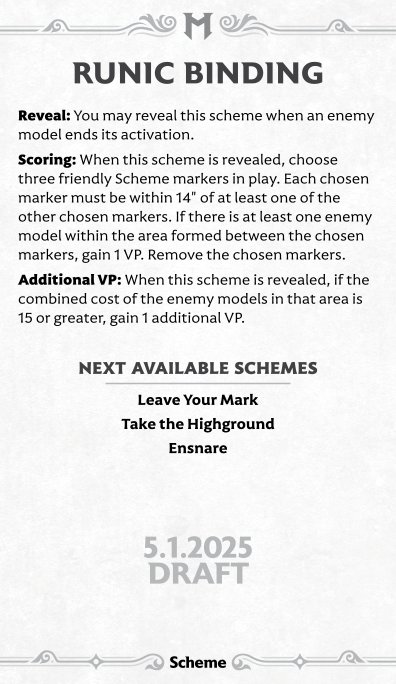 M
RUNIC BINDING
Reveal: You may reveal this scheme when an enemy
model ends its activation.
Scoring: When this scheme is revealed, choose
three friendly Scheme markers in play. Each chosen
marker must be within 14" of at least one of the
other chosen markers. If there is at least one enemy
model within the area formed between the chosen
markers, gain 1 VP. Remove the chosen markers.
Additional VP: When this scheme is revealed, if the
combined cost of the enemy models in that area is
15 or greater, gain 1 additional VP.
NEXT AVAILABLE SCHEMES
Leave Your Mark
Take the Highground
Ensnare
5.1.2025
DRAFT
Scheme